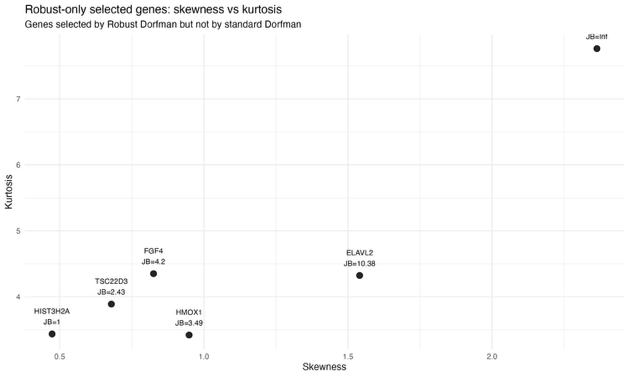 Robust-only selected genes: skewness vs kurtosis
Genes selected by Robust Dorfman but not by standard Dorfman
JB=Inf
7
6
5
4
Kurtosis
FGF4
JB=4.2
ELAVL2
JB=10.38
TSC22D3
JB=2.43
HIST3H2A
JB=1
HMOX1
JB=3.49
0.5
1.0
1.5
2.0
Skewness